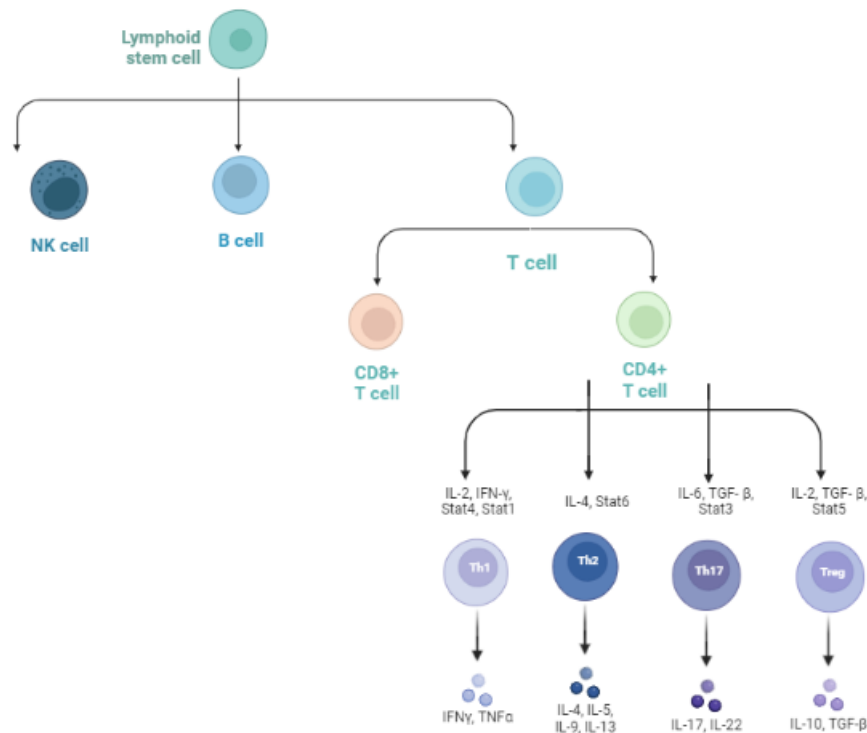 Lymphoid
stem cell
NK cell
B cell
T cell
CD8+
T cell
CD4+
T cell
IL-2, IFN-γ,
Stat4, Stat1
IL-4, Stat6
IL-6, TGF- β,
Stat3
IL-2, TGF- β,
Stat5
Th1
Th2
Th17
Treg
IFNγ, TNFα
IL-4, IL-5,
IL-9, IL-13
IL-17, IL-22
IL-10, TGF-β